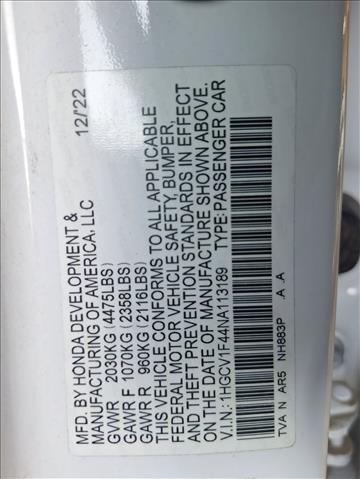 MFD. BY HONDA DEVELOPMENT & 12/22
MANUFACTURING OF AMERICA, LLC
GVWR 2030KG (4475LBS)
GAWR F 1070KG (2358LBS)
GAWR R 960KG (2116LBS)
THIS VEHICLE CONFORMS TO ALL APPLICABLE
FEDERAL MOTOR VEHICLE SAFETY, BUMPER,
AND THEFT PREVENTION STANDARDS IN EFFECT
ON THE DATE OF MANUFACTURE SHOWN ABOVE.
V.I.N.: 1HGCV1F44NA113189 TYPE: PASSENGER CAR
TVA N AR5 NH883P .A .A